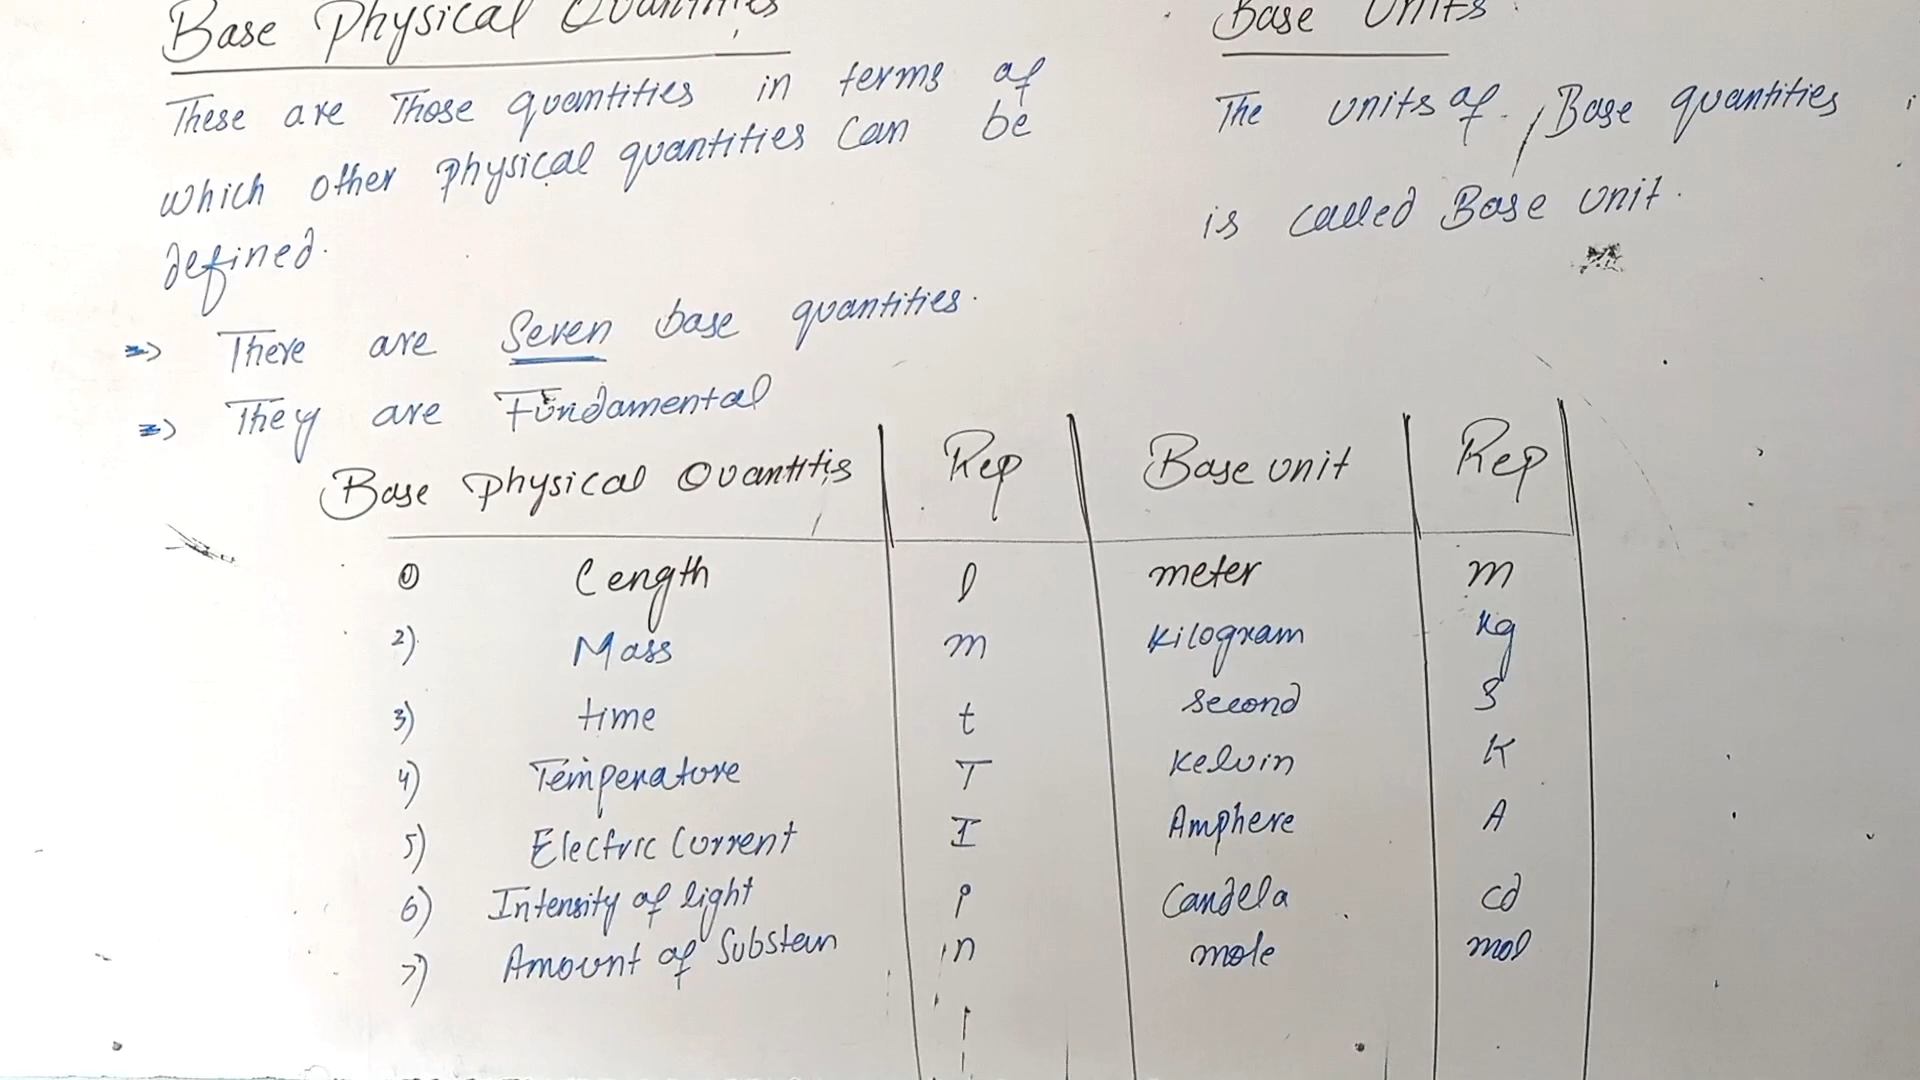 Base Physical Quantities
These are Those quantities in terms of
which other physical quantities can be
defined.
=> There are Seven base quantities.
=> They are Fundamental
Base Units
The units of Base quantities
is called Base unit.
Base physical Quantitis Rep Base unit Rep
1) Length l meter m
2) Mass m Kilogram kg
3) time t second S
4) Temperature T Kelvin K
5) Electric Current I Amphere A
6) Intensity of light Candela cd
7) Amount of Substen n mole mol